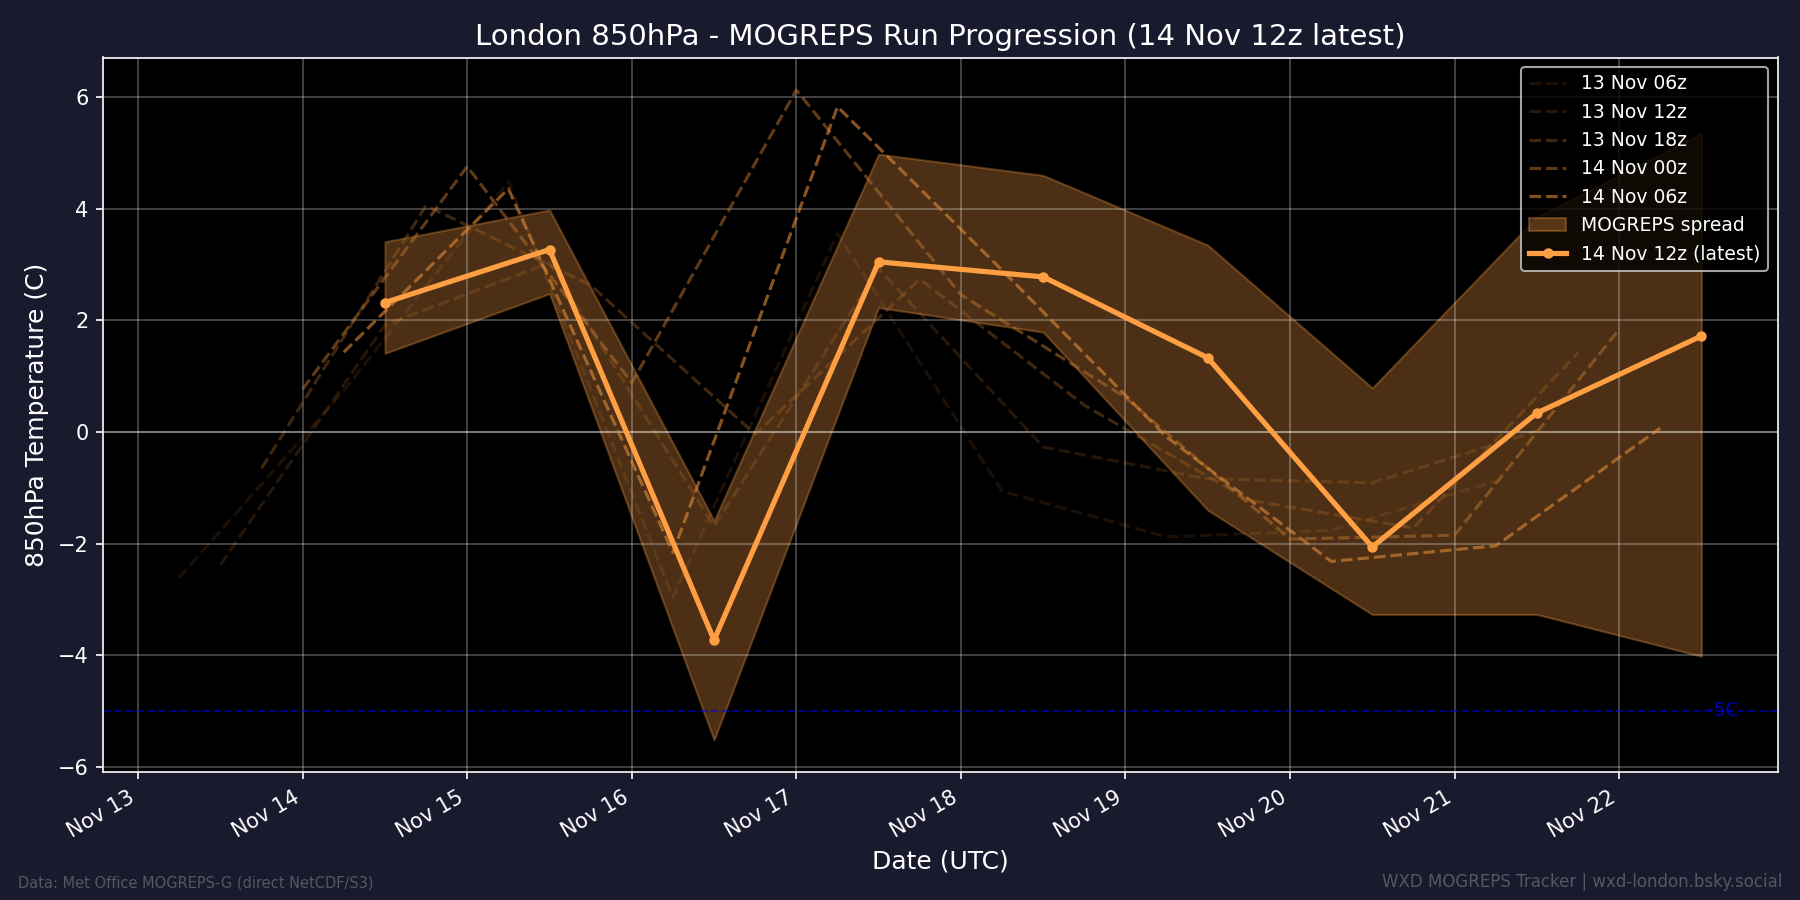 London 850hPa - MOGREPS Run Progression (14 Nov 12z latest)
13 Nov 06z
13 Nov 12z
13 Nov 18z
14 Nov 00z
14 Nov 06z
MOGREPS spread
14 Nov 12z (latest)
850hPa Temperature (C)
6
4
2
0
−2
−4
−6
-5C
Nov 13
Nov 14
Nov 15
Nov 16
Nov 17
Nov 18
Nov 19
Nov 20
Nov 21
Nov 22
Date (UTC)
Data: Met Office MOGREPS-G (direct NetCDF/S3)
WXD MOGREPS Tracker | wxd-london.bsky.social